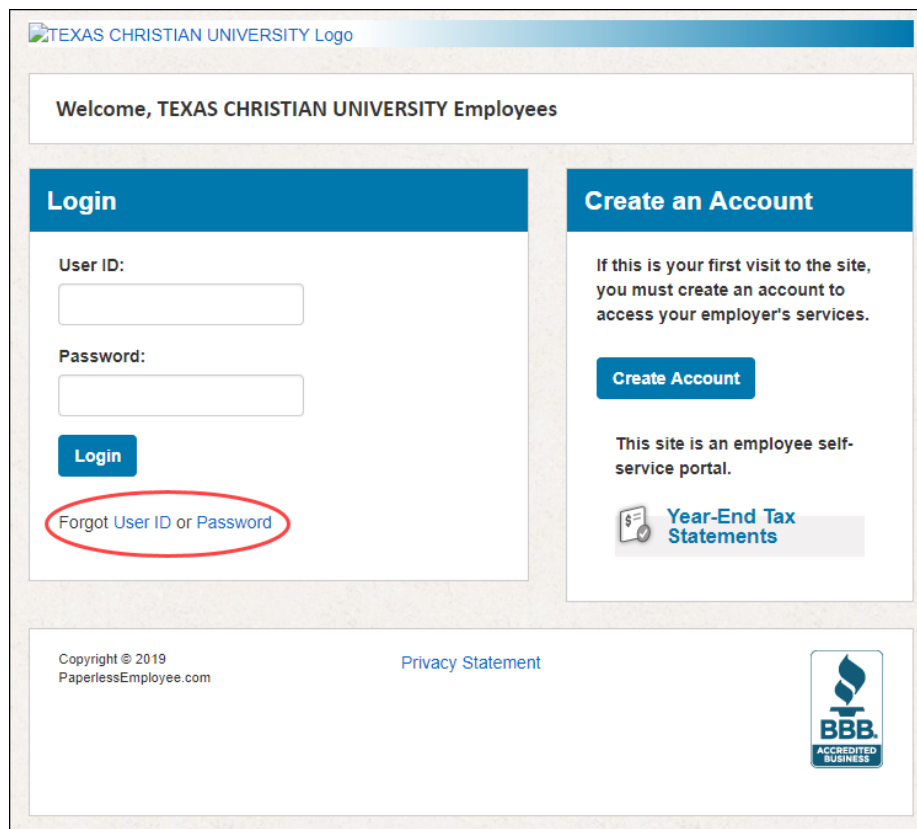 TEXAS CHRISTIAN UNIVERSITY Logo
Welcome, TEXAS CHRISTIAN UNIVERSITY Employees
Login
User ID:
Password:
Login
Forgot User ID or Password
Create an Account
If this is your first visit to the site,
you must create an account to
access your employer's services.
Create Account
This site is an employee self-
service portal.
$
Year-End Tax
Statements
Copyright © 2019
PaperlessEmployee.com
Privacy Statement
BBB.
ACCREDITED
BUSINESS